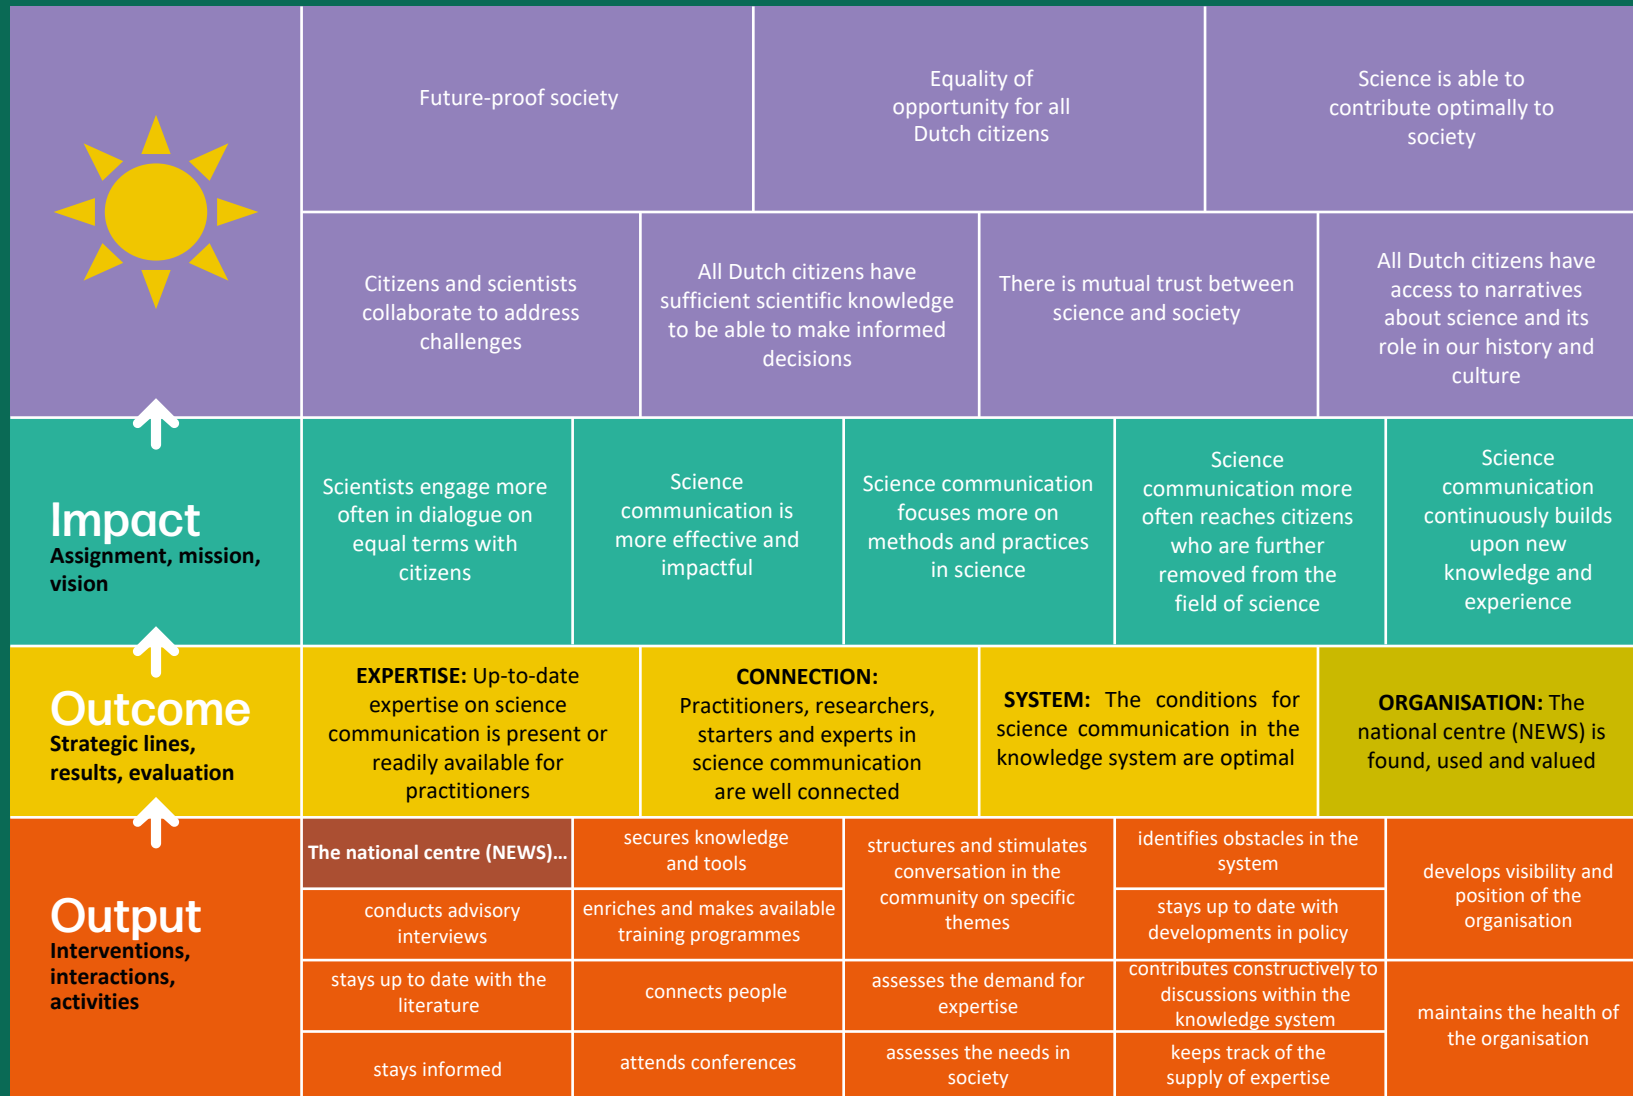 Future-proof society
Equality of
opportunity for all
Dutch citizens
Science is able to
contribute optimally to
society
Citizens and scientists
collaborate to address
challenges
All Dutch citizens have
sufficient scientific knowledge
to be able to make informed
decisions
There is mutual trust between
science and society
All Dutch citizens have
access to narratives
about science and its
role in our history and
culture
Impact
Assignment, mission,
vision
Scientists engage more
often in dialogue on
equal terms with
citizens
Science
communication is
more effective and
impactful
Science communication
focuses more on
methods and practices
in science
Science
communication more
often reaches citizens
who are further
removed from the
field of science
Science
communication
continuously builds
upon new
knowledge and
experience
Outcome
Strategic lines,
results, evaluation
EXPERTISE: Up-to-date
expertise on science
communication is present or
readily available for
practitioners
CONNECTION:
Practitioners, researchers,
starters and experts in
science communication
are well connected
SYSTEM: The conditions for
science communication in the
knowledge system are optimal
ORGANISATION: The
national centre (NEWS) is
found, used and valued
Output
Interventions,
interactions,
activities
The national centre (NEWS)...
conducts advisory
interviews
stays up to date with the
literature
stays informed
secures knowledge
and tools
enriches and makes available
training programmes
connects people
attends conferences
structures and stimulates
conversation in the
community on specific
themes
assesses the demand for
expertise
assesses the needs in
society
identifies obstacles in the
system
stays up to date with
developments in policy
contributes constructively to
discussions within the
knowledge system
keeps track of the
supply of expertise
develops visibility and
position of the
organisation
maintains the health of
the organisation